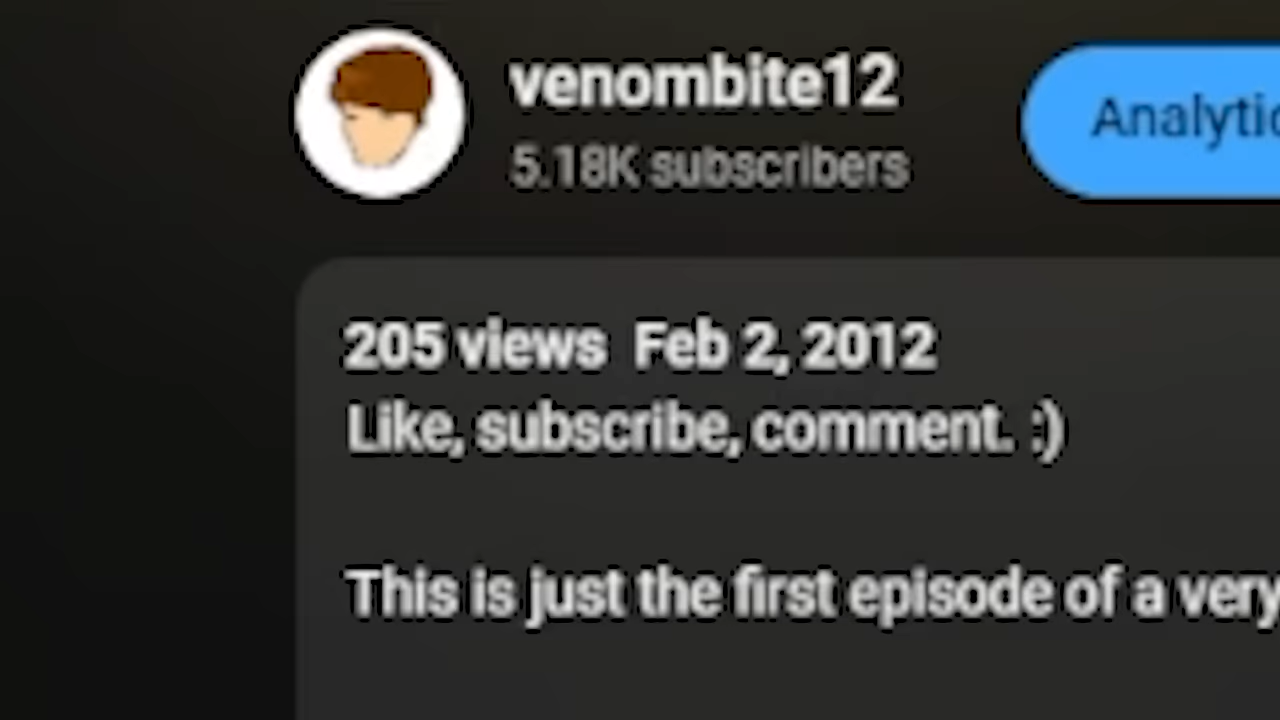 venombite12
5.18K subscribers
Analytic
205 views Feb 2, 2012
Like, subscribe, comment. :)
This is just the first episode of a very